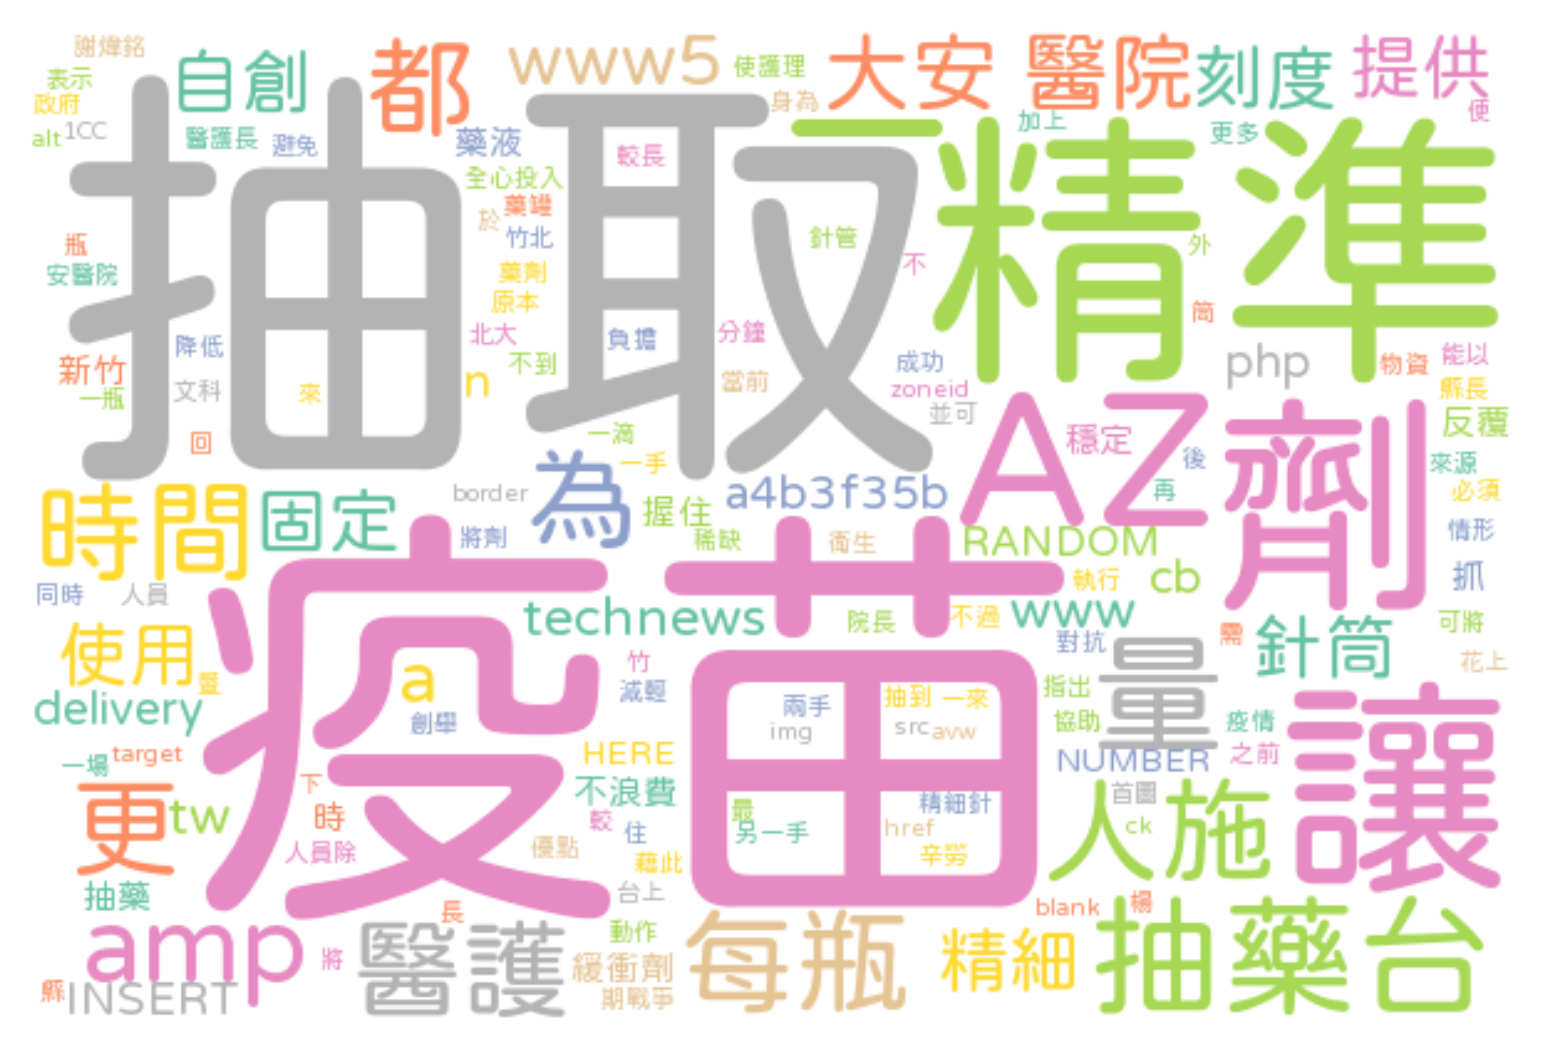 謝煒銘
表示
政府
alt
1CC
自創
醫護長
避免
都
藥液
www5
使護理
身為
大安
醫院
刻度
提供
便
加上
更多
抽取
精準
較長
全心投入
藥罐
於
竹北
藥劑
原本
北大
不到
針管
不
外
筒
瓶
安醫院
新竹
一瓶
降低
文科
回
來
n
負擔
分鐘
當前
成功
zoneid
並可
php
物資
能以
縣長
反覆
來源
必須
情形
抓
可將
花上
一滴
一手
border
為
握住
a4b3f35b
AZ
穩定
後
再
劑
時間
固定
將劑
稀缺
衛生
RANDOM
執行
cb
同時
人員
疫苗
technews
院長
不過
www
對抗
需
針筒
使用
暨
delivery
a
創舉
竹
減輕
兩手
img
抽到
一來
src
avw
指出
協助
量
疫情
之前
NUMBER
讓
一場
target
更
tw
下
時
人員除
HERE
不浪費
較
住
優點
藉此
台上
最
另一手
精細針
href
辛勞
首圖
ck
人
施
抽藥
長
blank
楊
amp
將
縣
INSERT
醫護
動作
緩衝劑
期戰爭
每瓶
精細
抽藥台